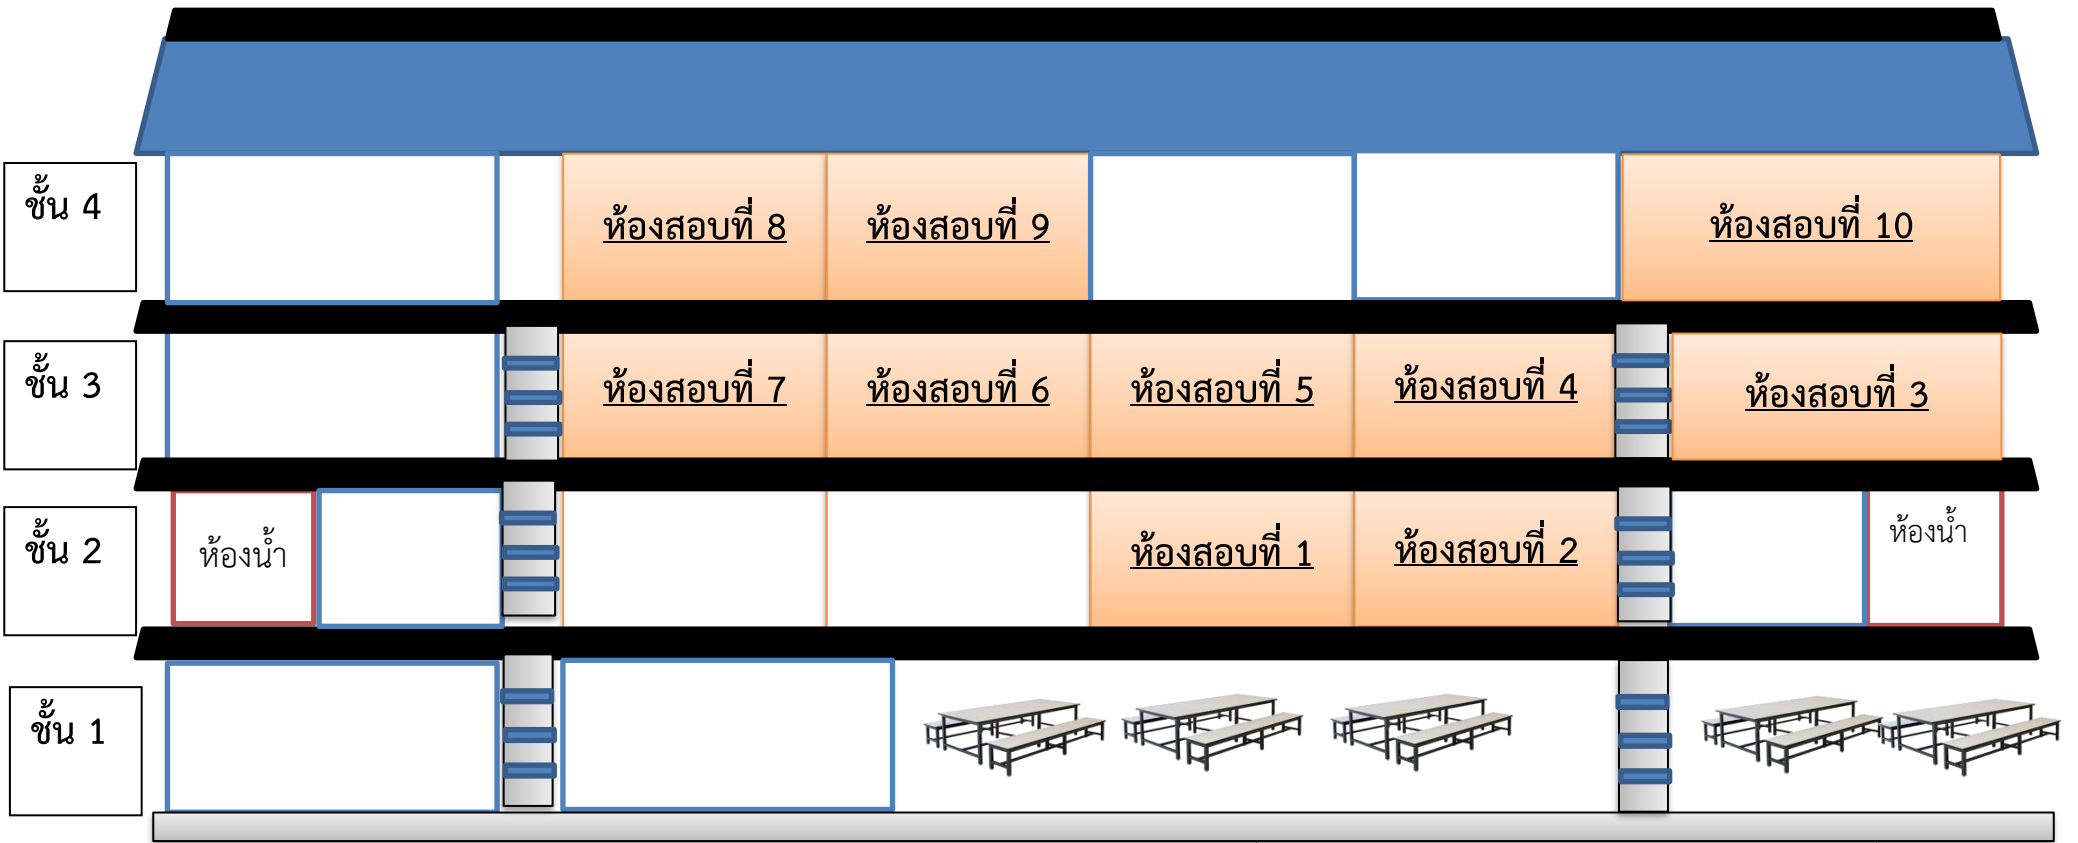 ชั้น 4
ห้องสอบที่ 8
ห้องสอบที่ 9
ห้องสอบที่ 10
ชั้น 3
ห้องสอบที่ 7
ห้องสอบที่ 6
ห้องสอบที่ 5
ห้องสอบที่ 4
ห้องสอบที่ 3
ชั้น 2
ห้องน้ำ
ห้องสอบที่ 1
ห้องสอบที่ 2
ห้องน้ำ
ชั้น 1